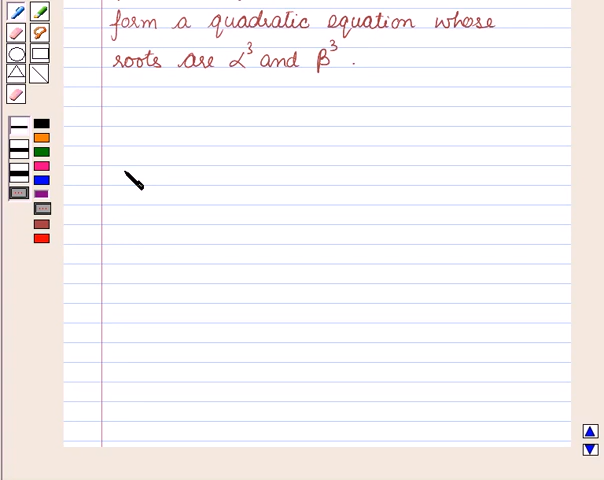 form a quadratic equation whose
roots are α³ and β³ .